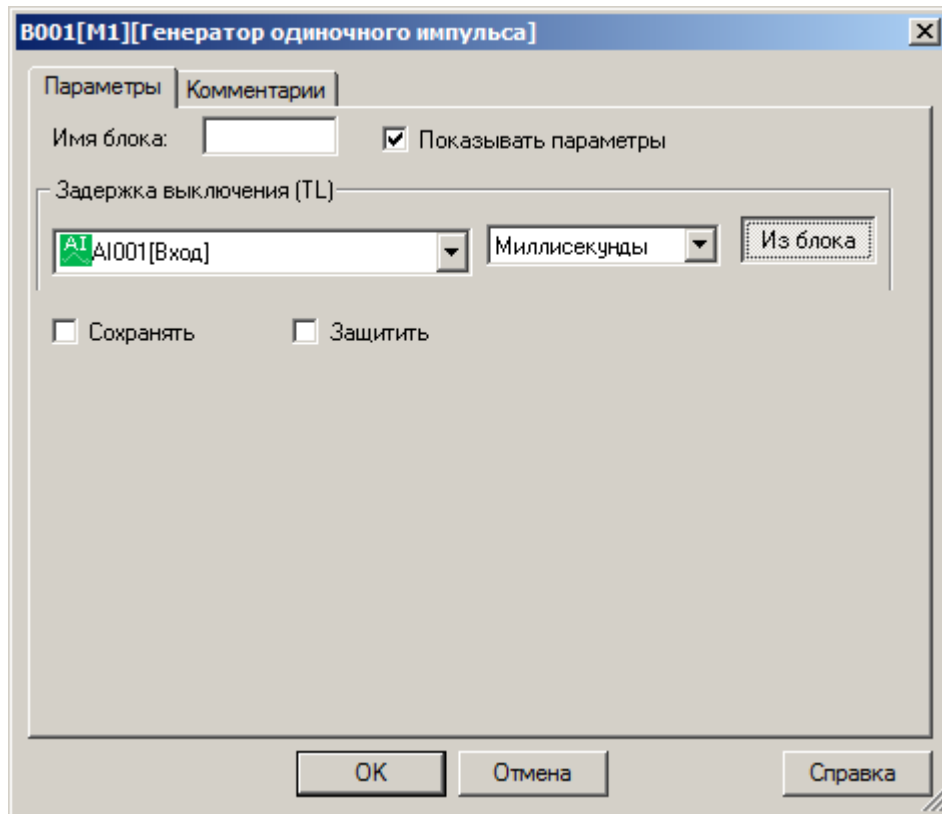 B001[M1][Генератор одиночного импульса]
Параметры Комментарии
Имя блока: Показывать параметры
Задержка выключения (TL)
AI AI001[Вход] Миллисекунды Из блока
Сохранять Защитить
OK Отмена Справка